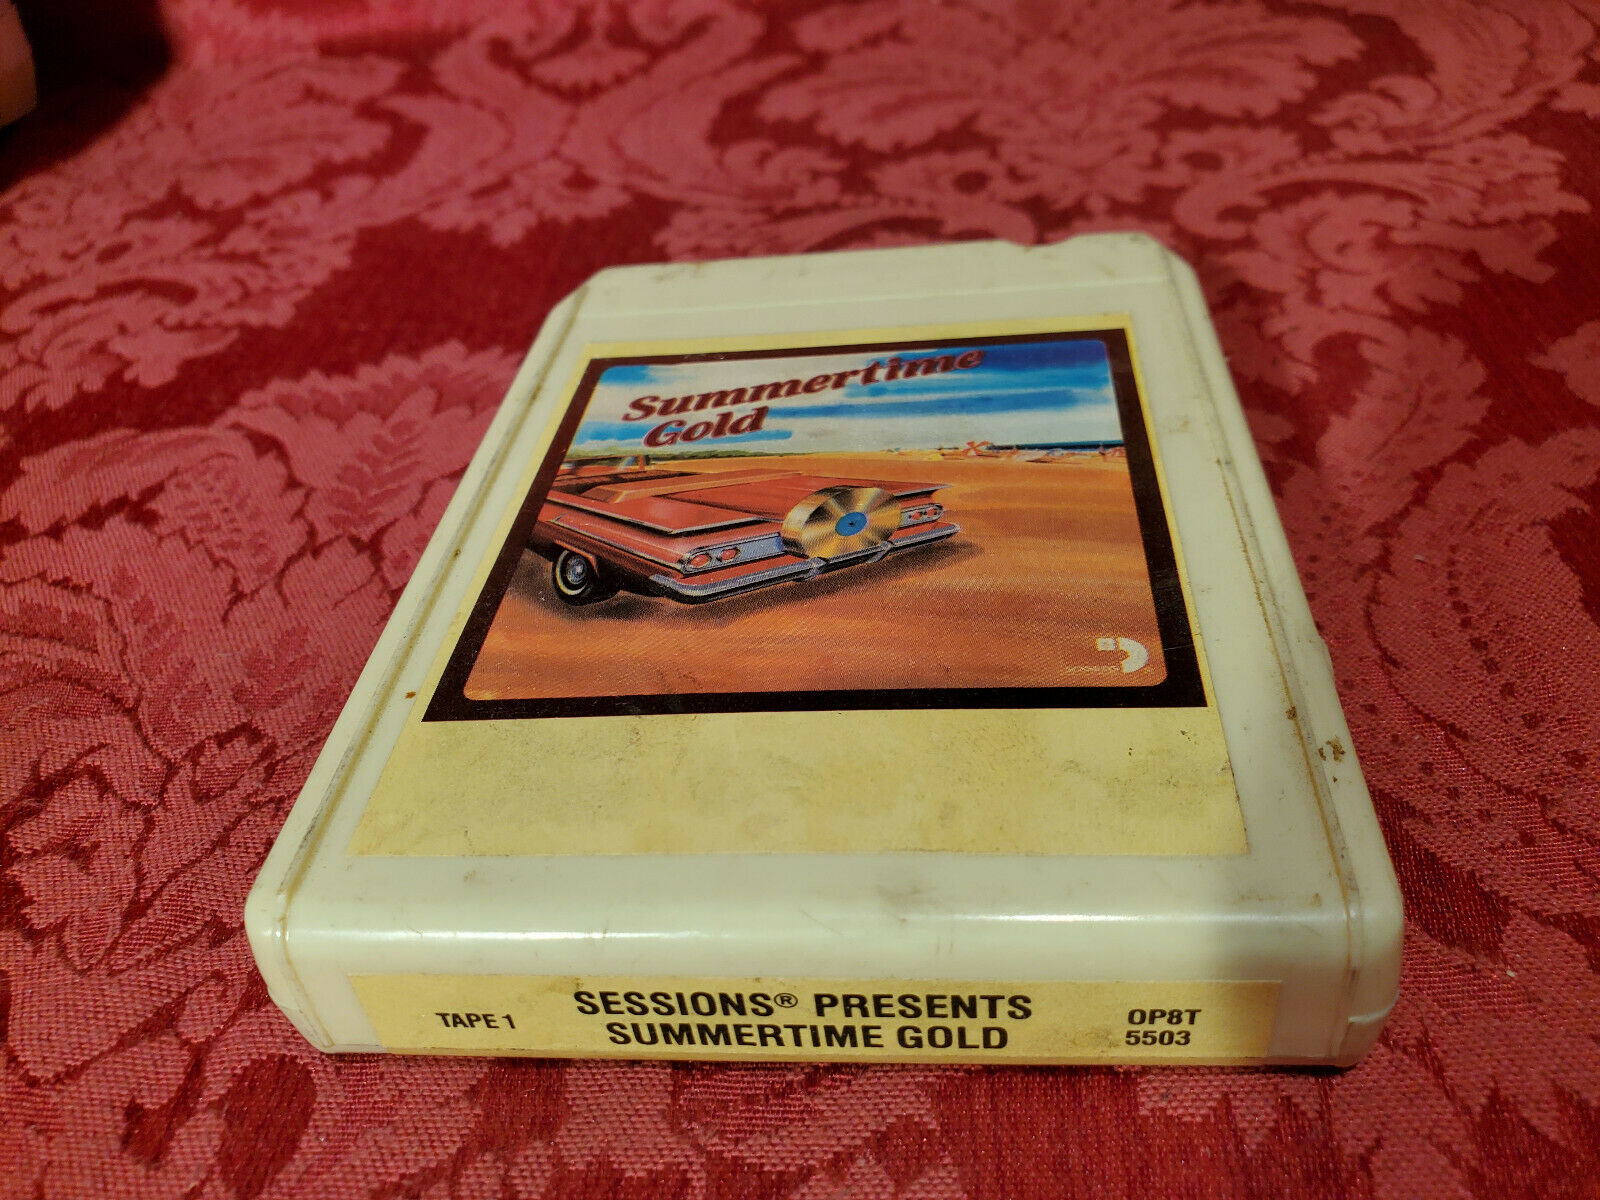 Summertime
Gold
TAPE 1
SESSIONS® PRESENTS
SUMMERTIME GOLD
OP8T
5503